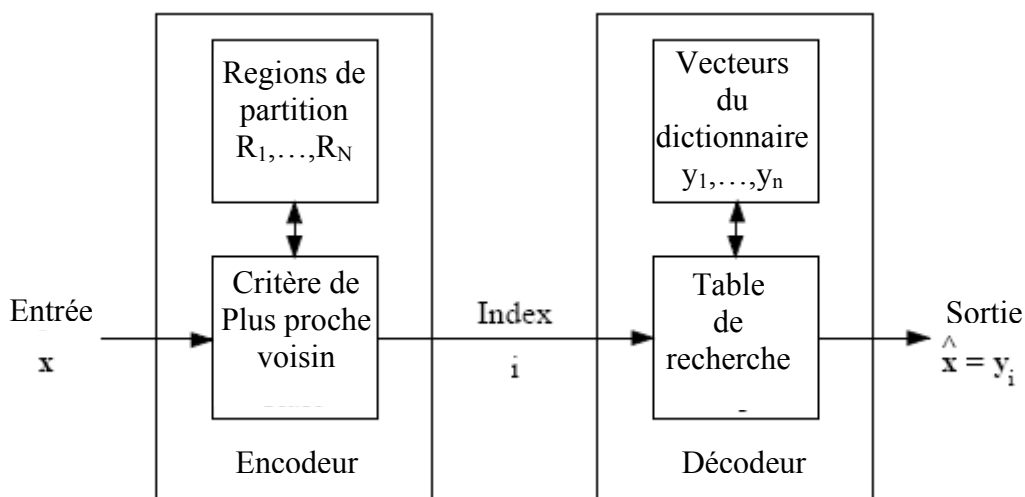 Regions de
partition
R₁,…,R_N
Vecteurs
du
dictionnaire
y₁,…,yₙ
Entrée
x
Critère de
Plus proche
voisin
Index
i
Table
de
recherche
Sortie
x̂ = yᵢ
Encodeur
Décodeur